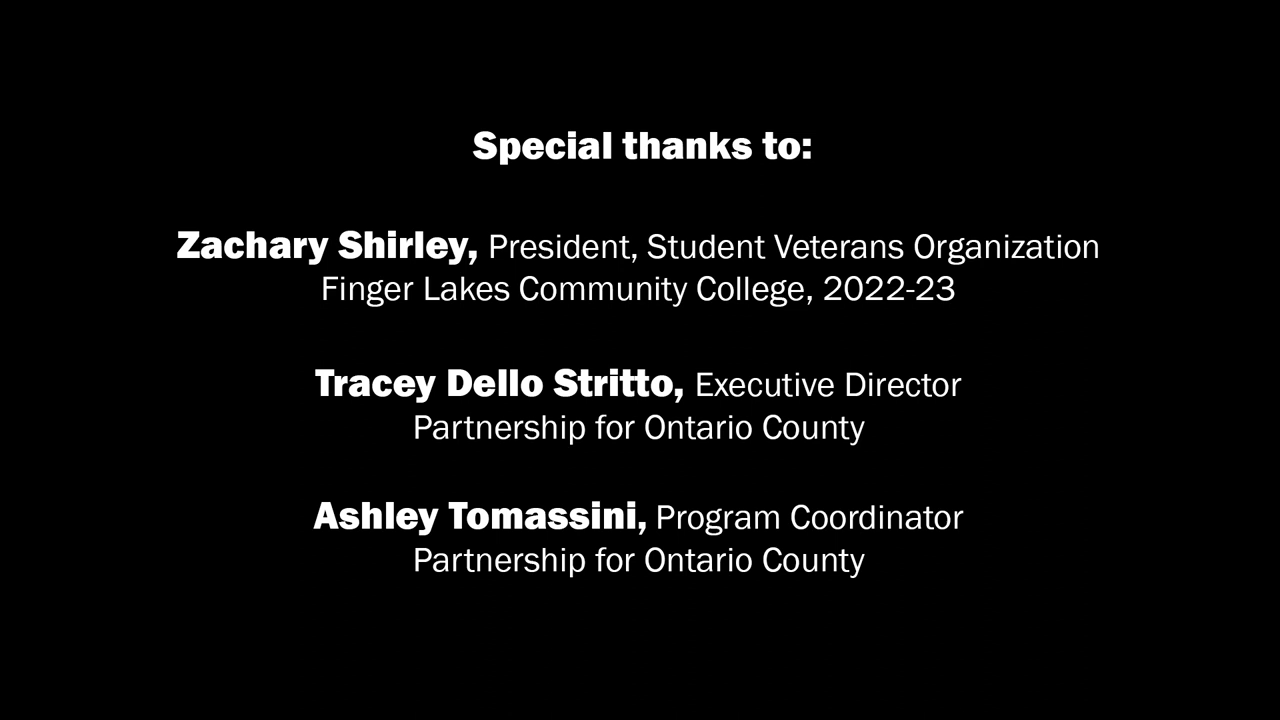 Special thanks to:
Zachary Shirley, President, Student Veterans Organization
Finger Lakes Community College, 2022-23
Tracey Dello Stritto, Executive Director
Partnership for Ontario County
Ashley Tomassini, Program Coordinator
Partnership for Ontario County